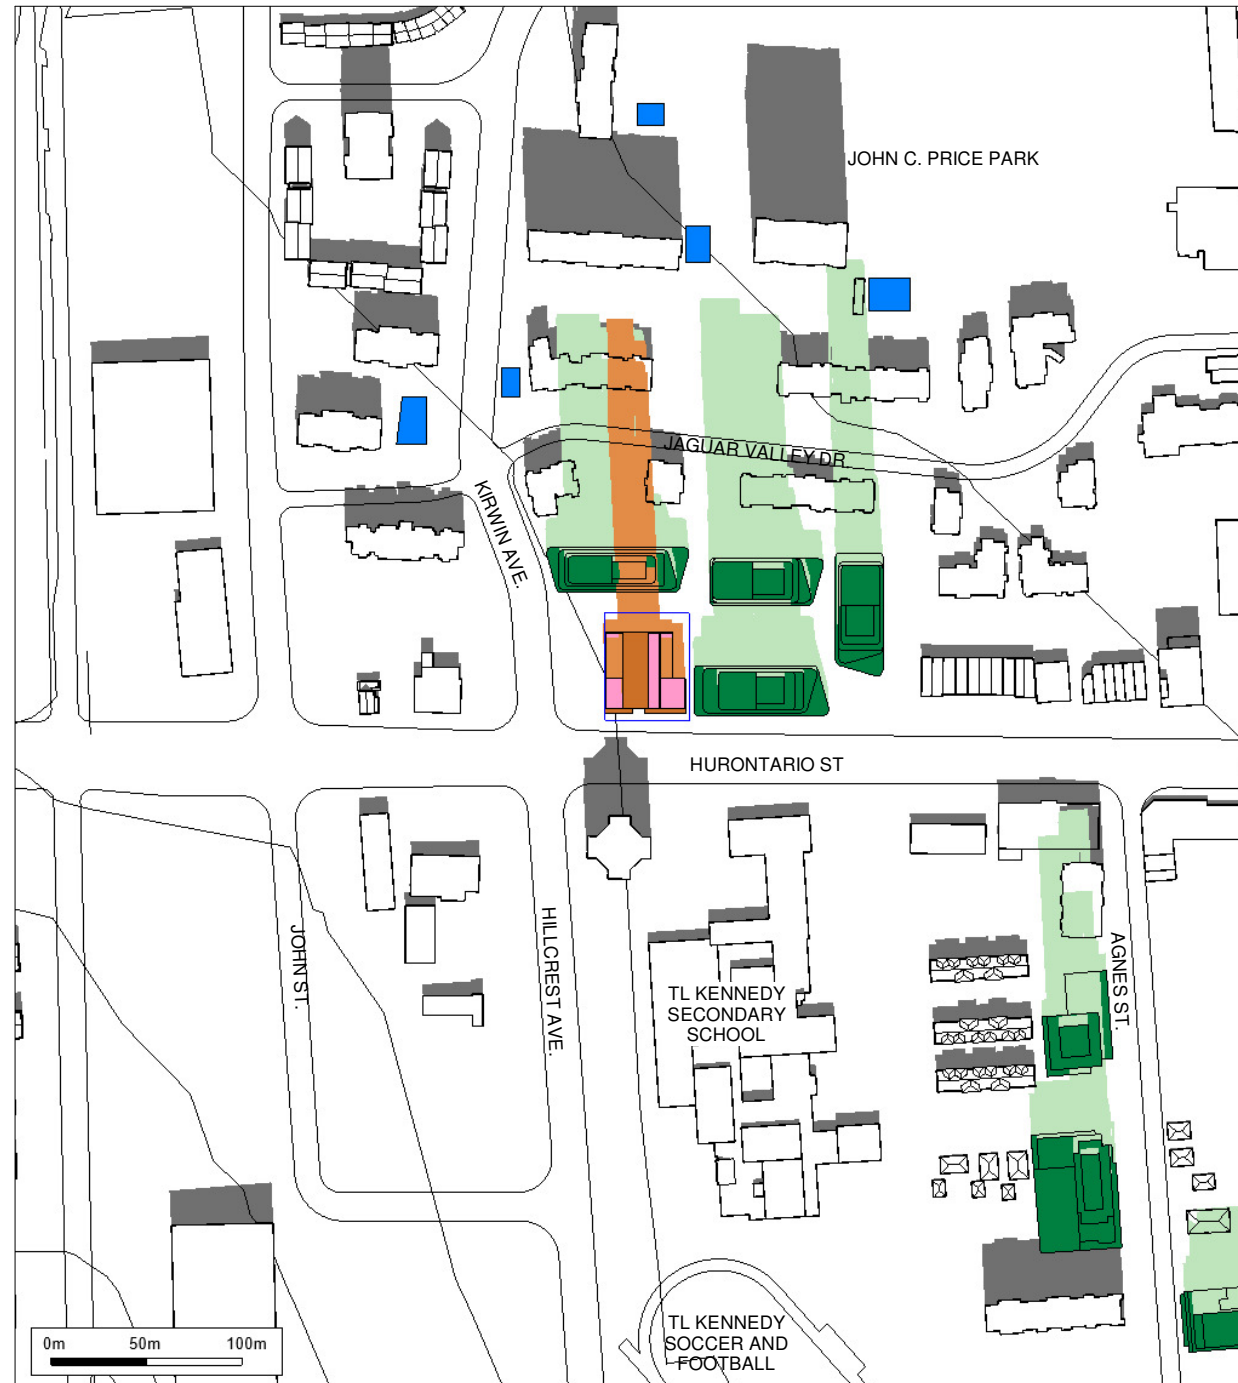 JOHN C. PRICE PARK
JAGUAR VALLEY DR.
KIRWIN AVE.
HURONTARIO ST
JOHN ST.
HILLCREST AVE.
TL KENNEDY
SECONDARY
SCHOOL
AGNES ST.
TL KENNEDY
SOCCER AND
FOOTBALL
0m 50m 100m